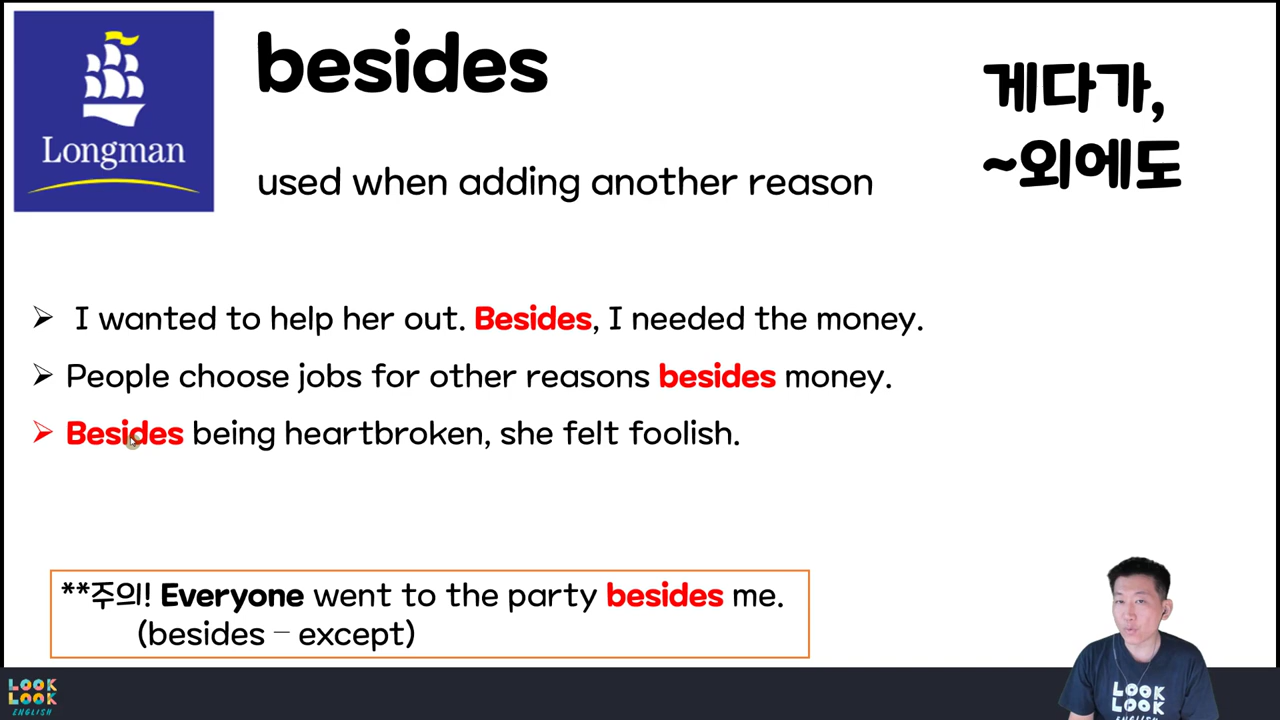 Longman
besides
게다가,
~외에도
used when adding another reason
➢ I wanted to help her out. Besides, I needed the money.
➢ People choose jobs for other reasons besides money.
➢ Besides being heartbroken, she felt foolish.
**주의! Everyone went to the party besides me.
(besides – except)
LOOK
LOOK
ENGLISH
LOOK
LOOK